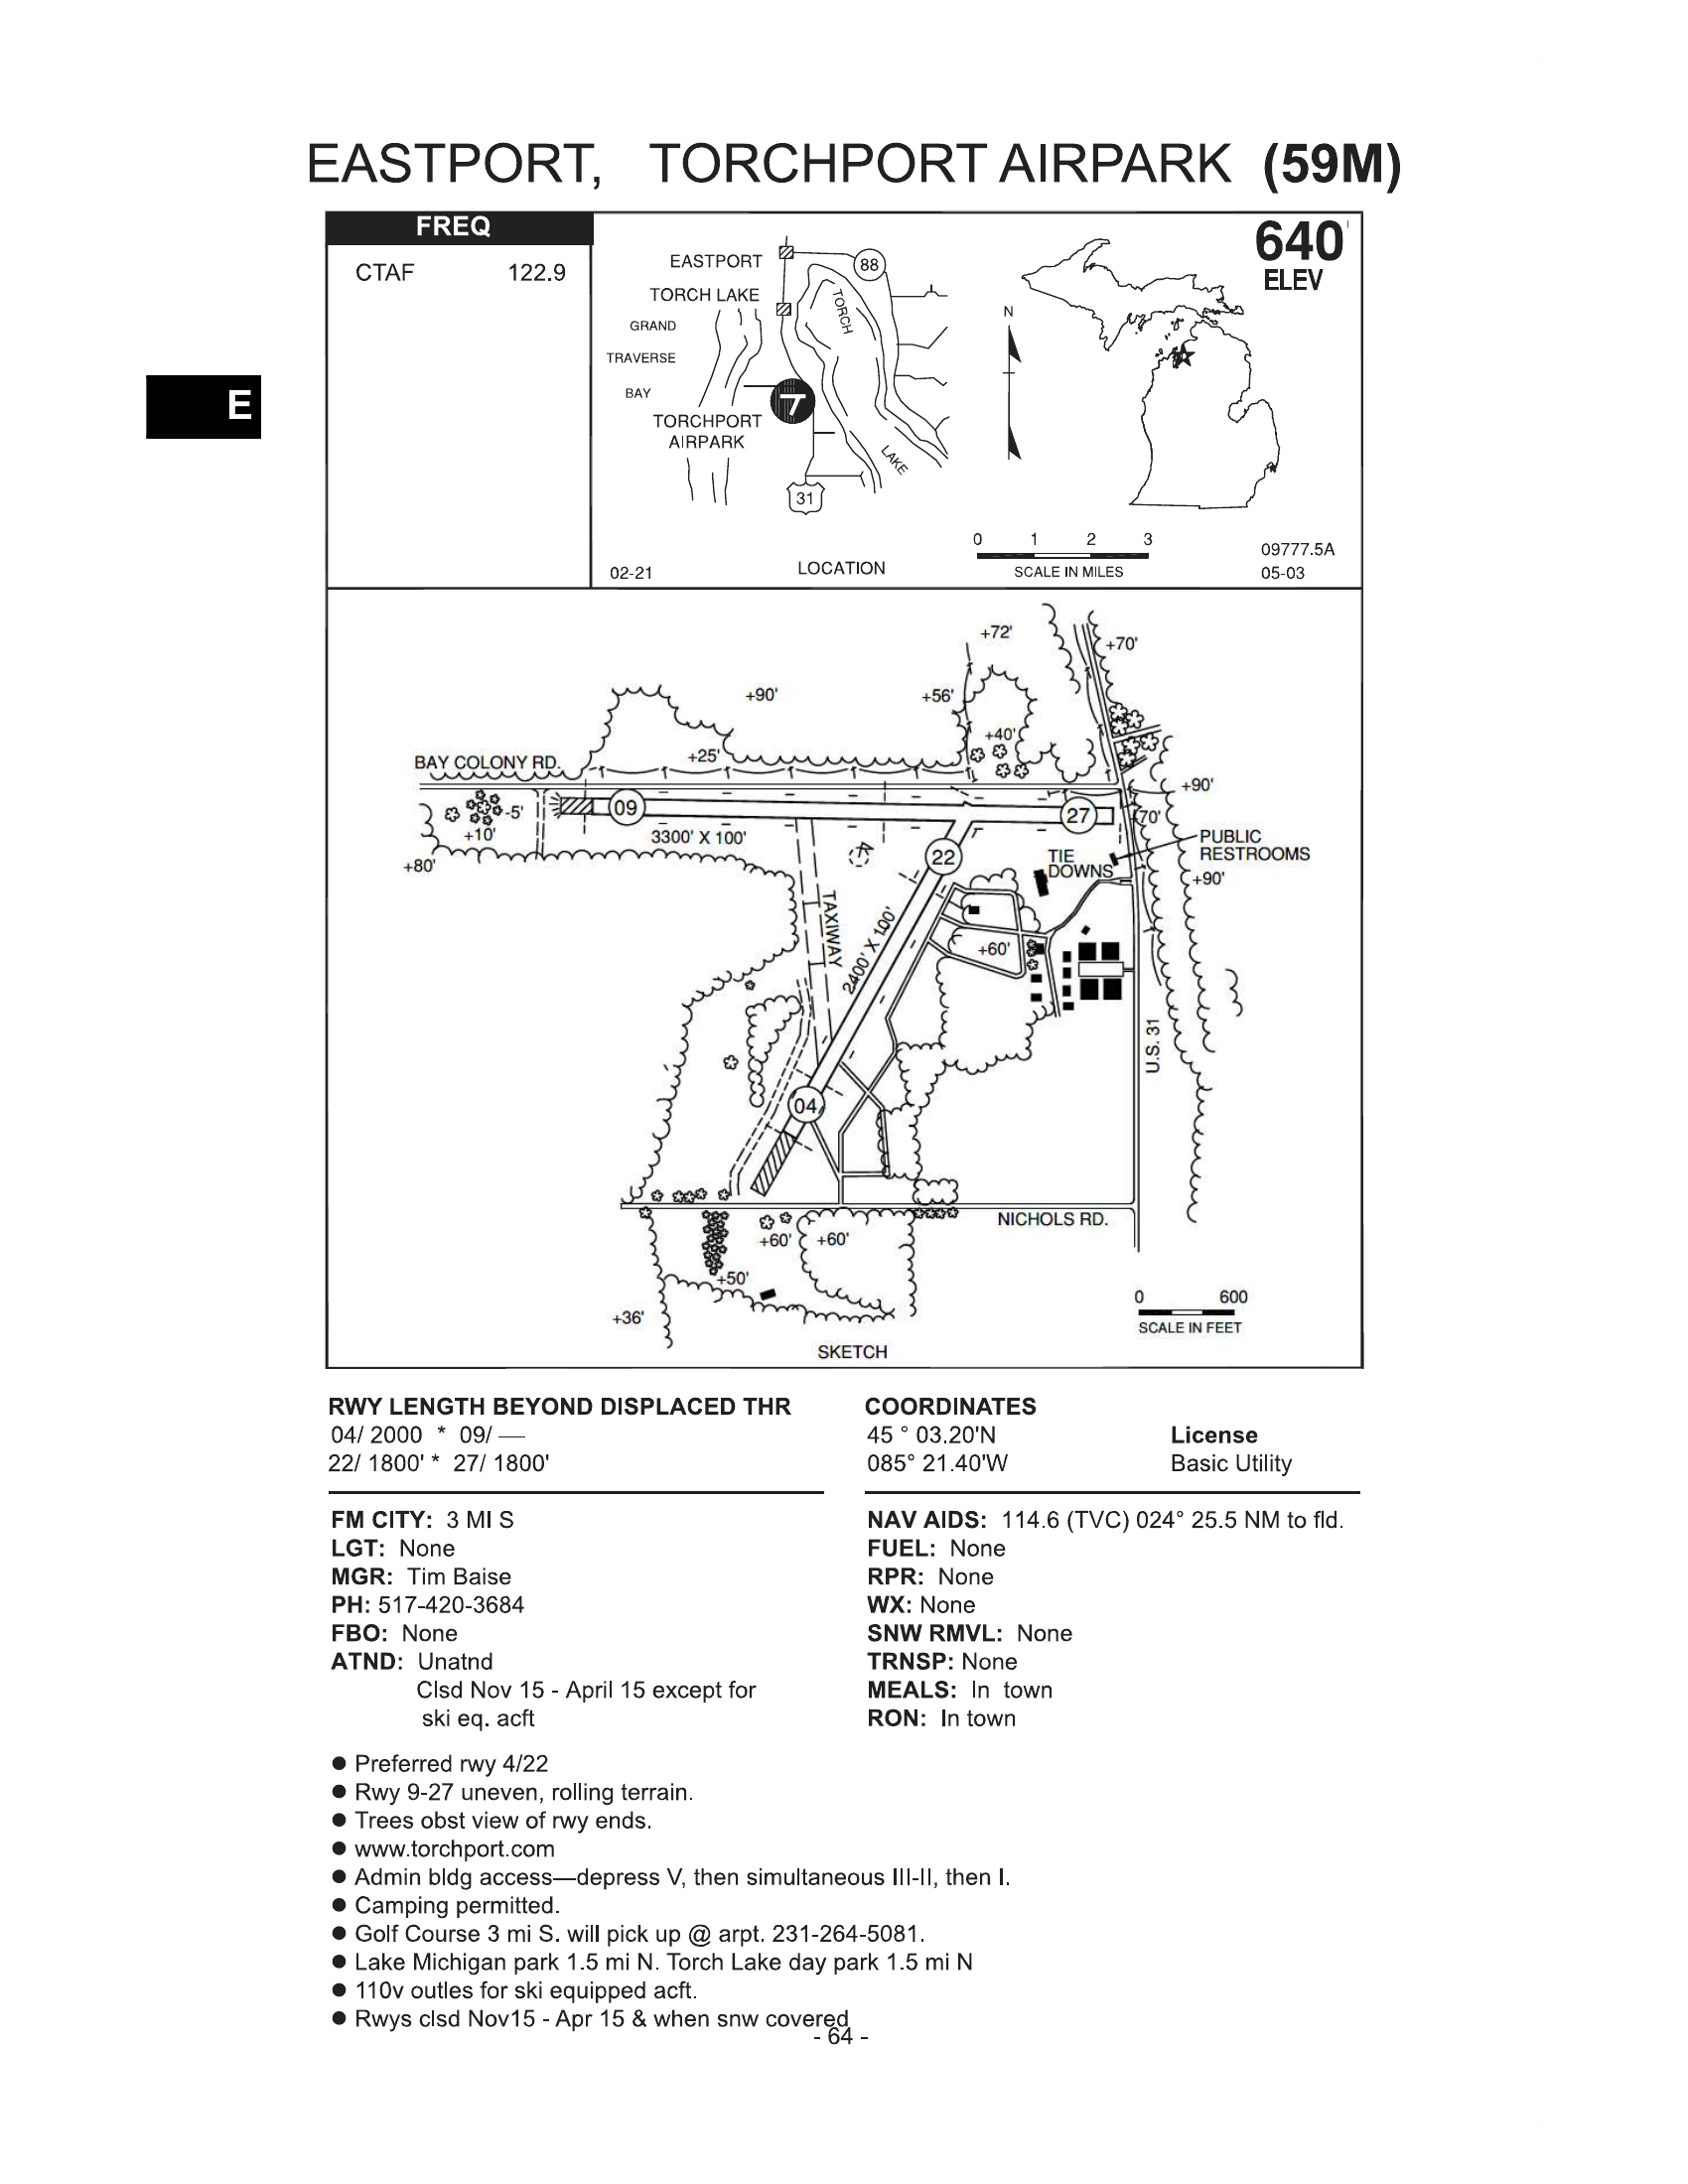 EASTPORT, TORCHPORT AIRPARK (59M)
FREQ
CTAF 122.9
E
EASTPORT
88
TORCH LAKE
TORCH
GRAND
TRAVERSE
BAY
T
TORCHPORT
AIRPARK
LAKE
31
N
640'
ELEV
0 1 2 3
SCALE IN MILES
LOCATION
02-21
09777.5A
05-03
+72'
+70'
+90'
+56'
+40'
+25'
BAY COLONY RD.
+90'
09
27
-5'
+10'
3300' X 100'
+70'
+80'
22
TIE
DOWNS
PUBLIC
RESTROOMS
+90'
TAXIWAY
2400' X 100'
+60'
U.S. 31
04
NICHOLS RD.
+60'
+60'
+50'
+36'
0 600
SCALE IN FEET
SKETCH
RWY LENGTH BEYOND DISPLACED THR
04/ 2000 * 09/ —
22/ 1800' * 27/ 1800'
COORDINATES
45 ° 03.20'N
085° 21.40'W
License
Basic Utility
FM CITY: 3 MI S
LGT: None
MGR: Tim Baise
PH: 517-420-3684
FBO: None
ATND: Unatnd
Clsd Nov 15 - April 15 except for
ski eq. acft
NAV AIDS: 114.6 (TVC) 024° 25.5 NM to fld.
FUEL: None
RPR: None
WX: None
SNW RMVL: None
TRNSP: None
MEALS: In town
RON: In town
● Preferred rwy 4/22
● Rwy 9-27 uneven, rolling terrain.
● Trees obst view of rwy ends.
● www.torchport.com
● Admin bldg access—depress V, then simultaneous III-II, then I.
● Camping permitted.
● Golf Course 3 mi S. will pick up @ arpt. 231-264-5081.
● Lake Michigan park 1.5 mi N. Torch Lake day park 1.5 mi N
● 110v outles for ski equipped acft.
● Rwys clsd Nov15 - Apr 15 & when snw covered
- 64 -